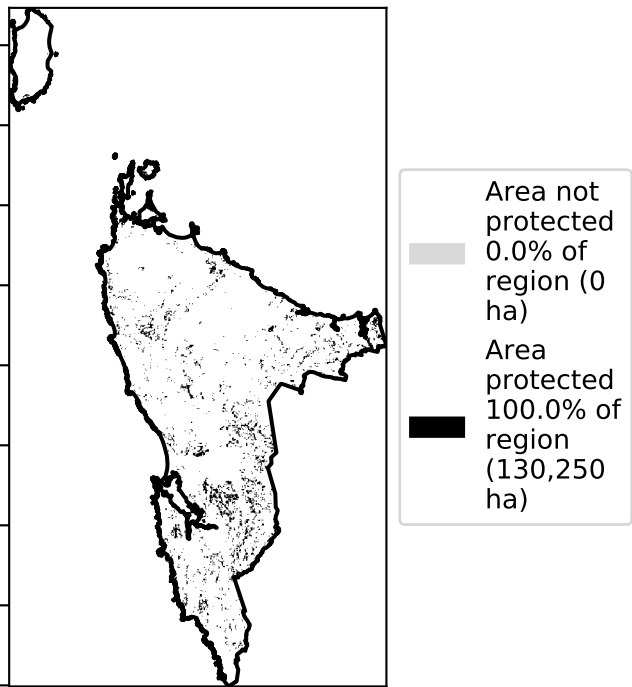 Area not
protected
0.0% of
region (0
ha)
Area
protected
100.0% of
region
(130,250
ha)